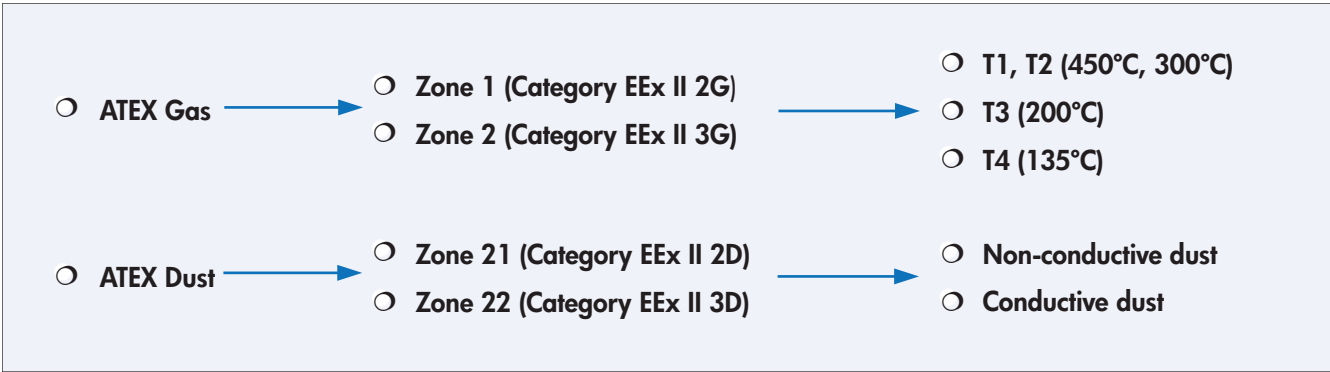 ATEX Gas
Zone 1 (Category EEx II 2G)
Zone 2 (Category EEx II 3G)
T1, T2 (450°C, 300°C)
T3 (200°C)
T4 (135°C)
ATEX Dust
Zone 21 (Category EEx II 2D)
Zone 22 (Category EEx II 3D)
Non-conductive dust
Conductive dust